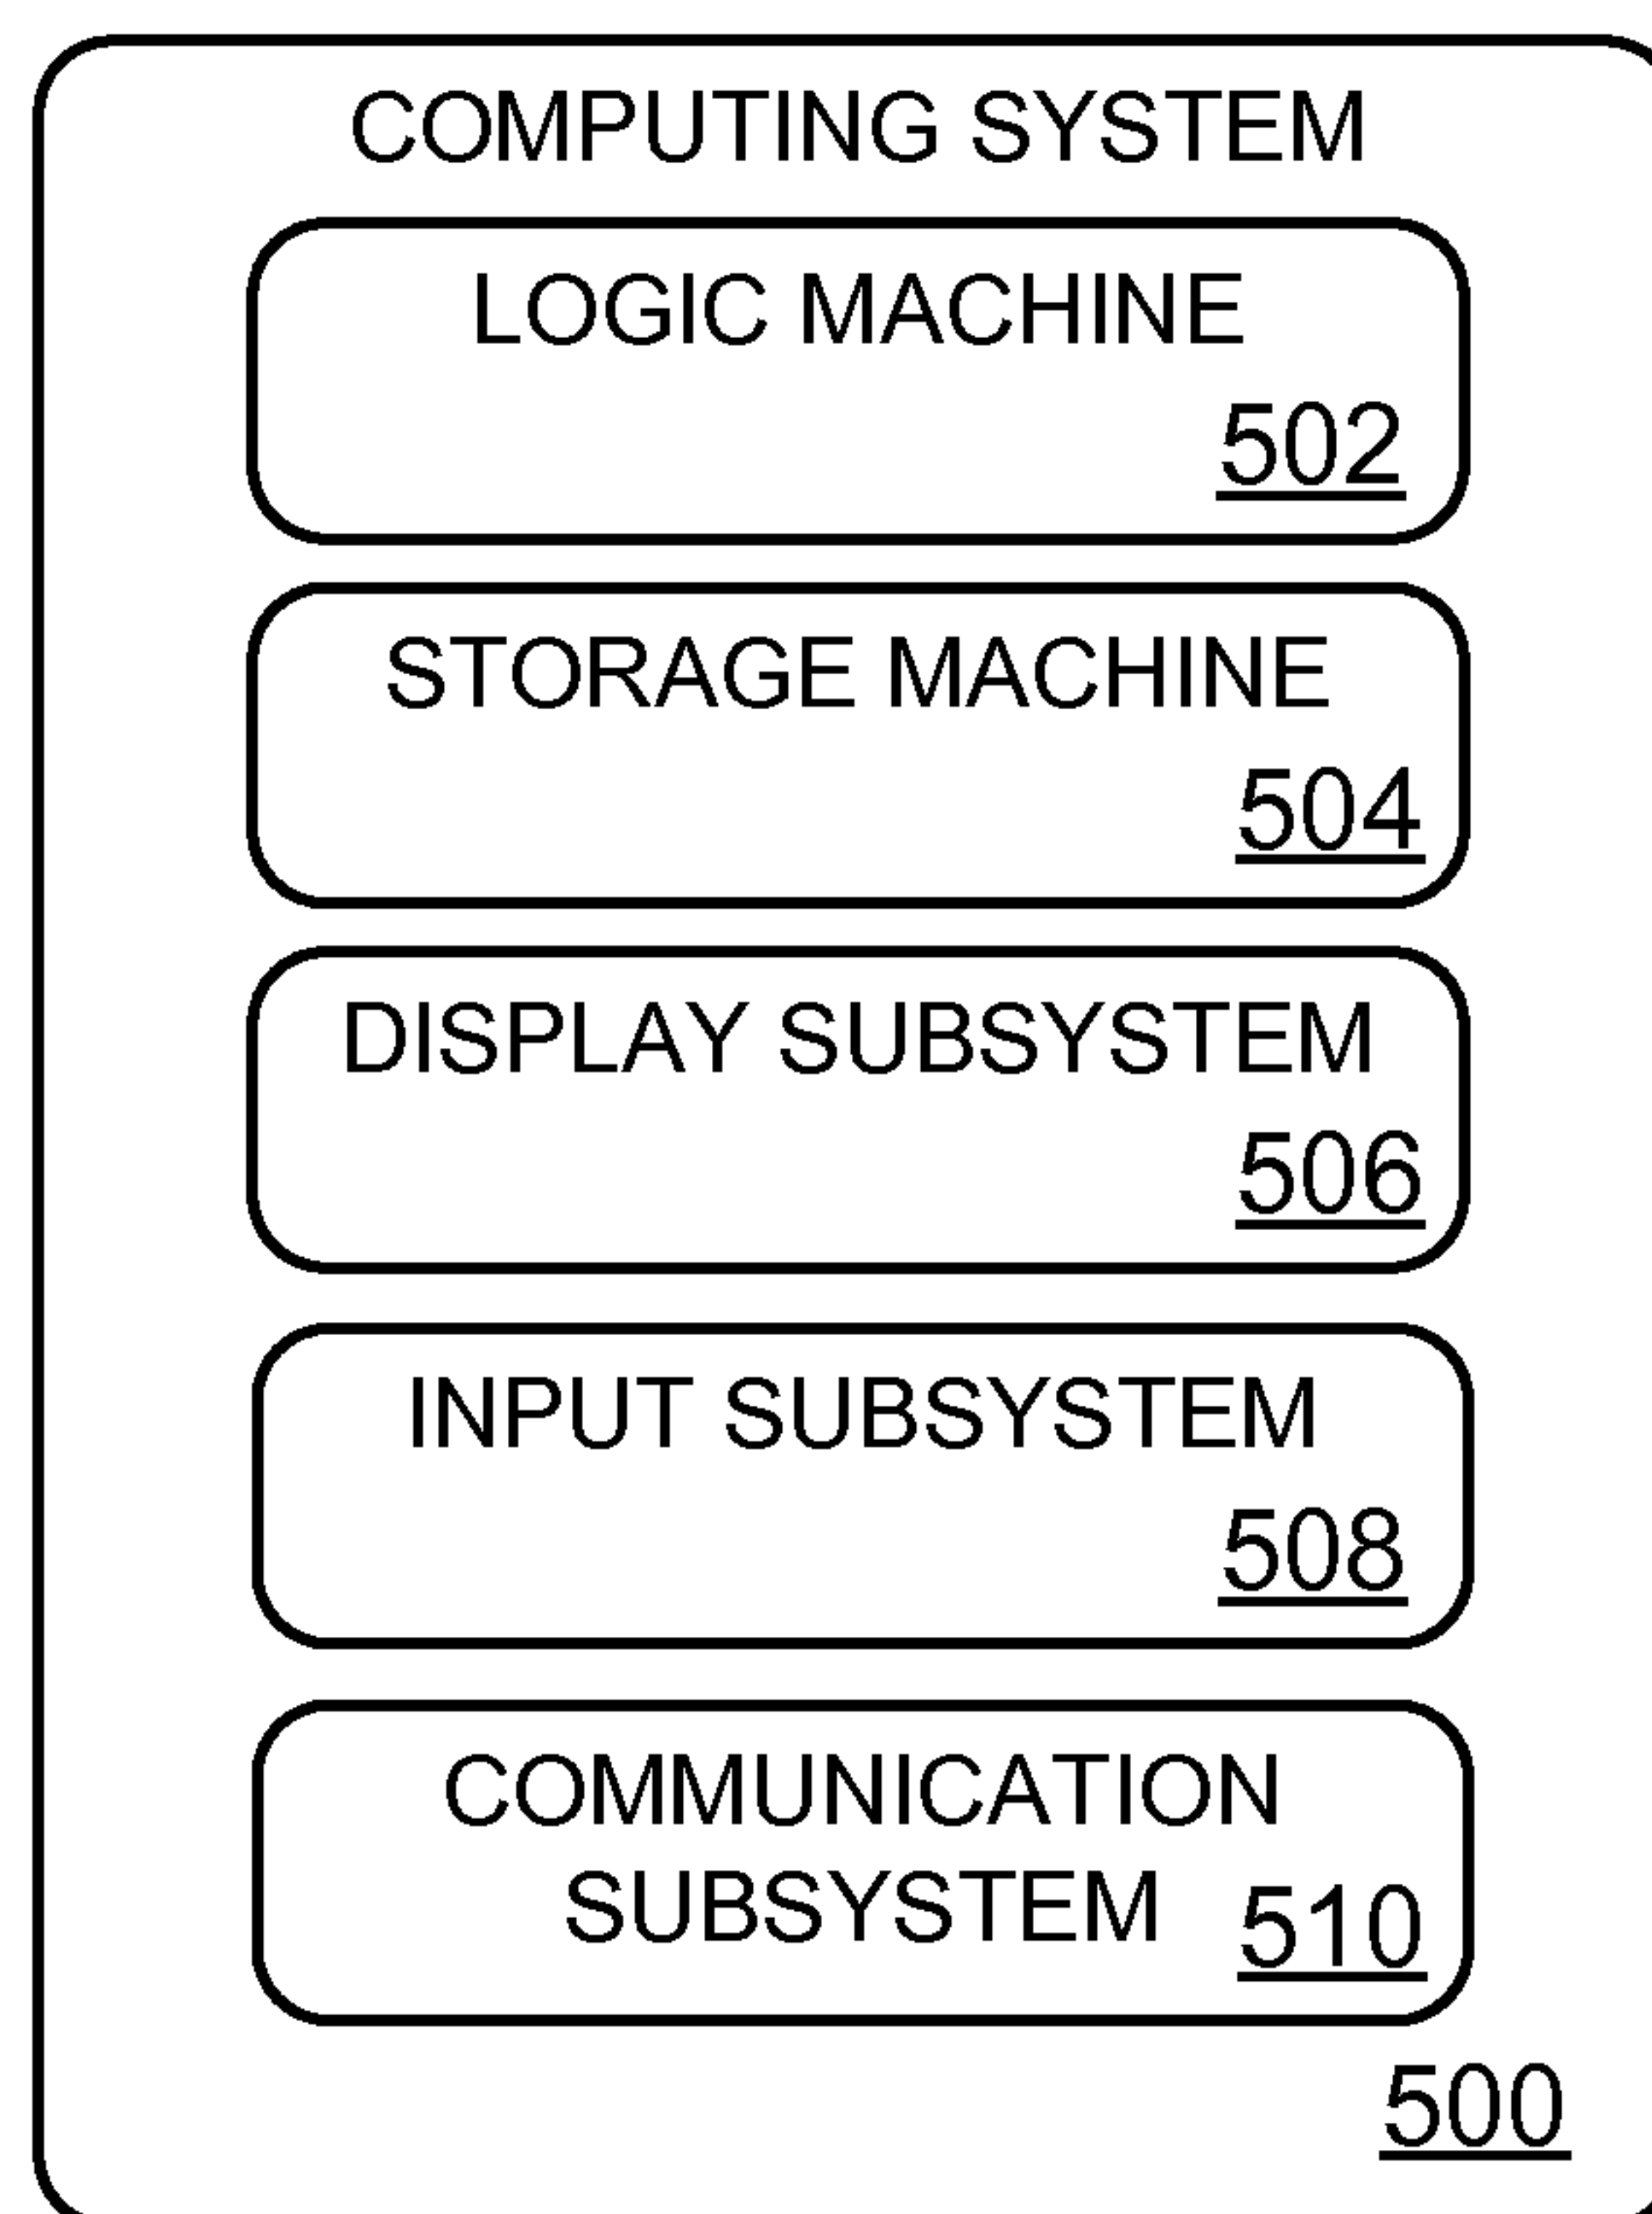 COMPUTING SYSTEM
LOGIC MACHINE
502
STORAGE MACHINE
504
DISPLAY SUBSYSTEM
506
INPUT SUBSYSTEM
508
COMMUNICATION
SUBSYSTEM 510
500